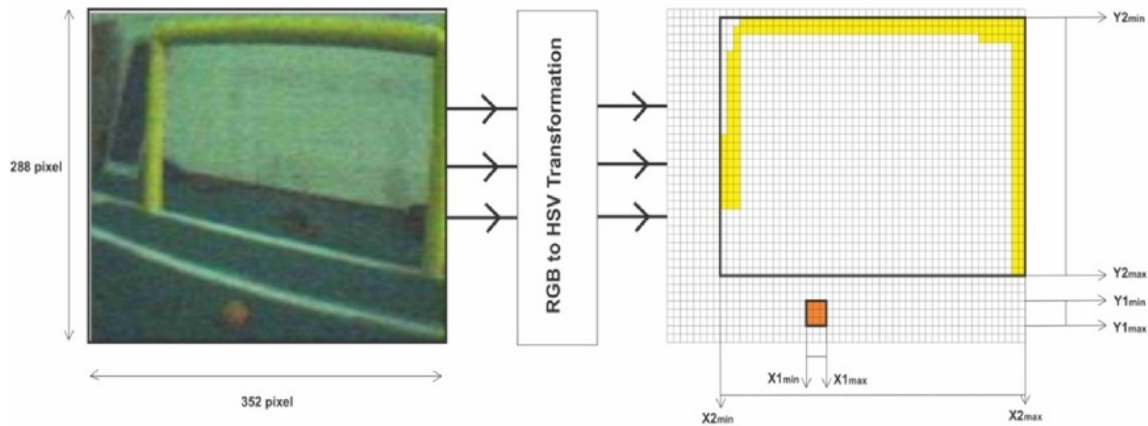 288 pixel
352 pixel
RGB to HSV Transformation
Y2min
Y2max
Y1min
Y1max
X1min
X1max
X2min
X2max